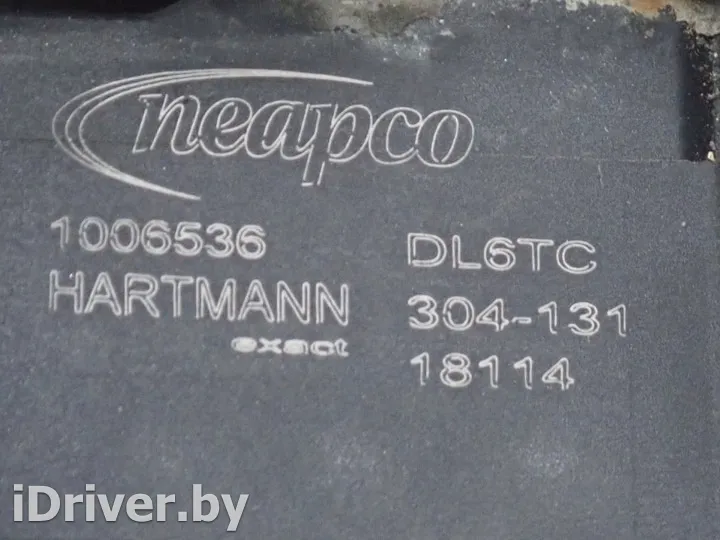 neapco
1006536 DL6TC
HARTMANN 304-131
exact 18114
iDriver.by